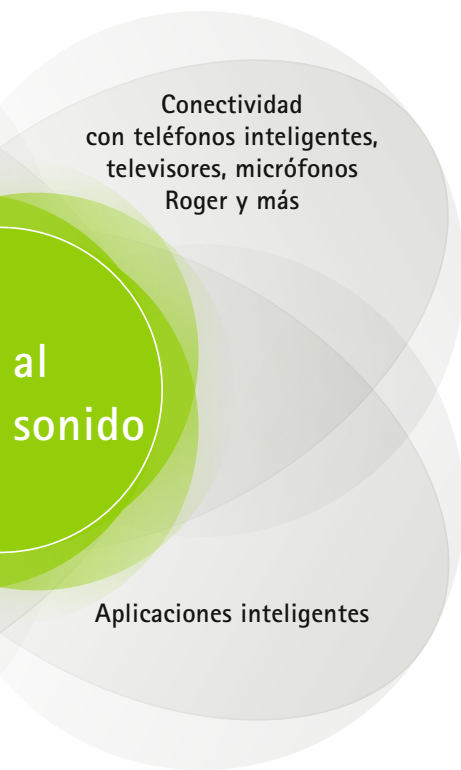 Conectividad
con teléfonos inteligentes,
televisores, micrófonos
Roger y más
al
sonido
Aplicaciones inteligentes